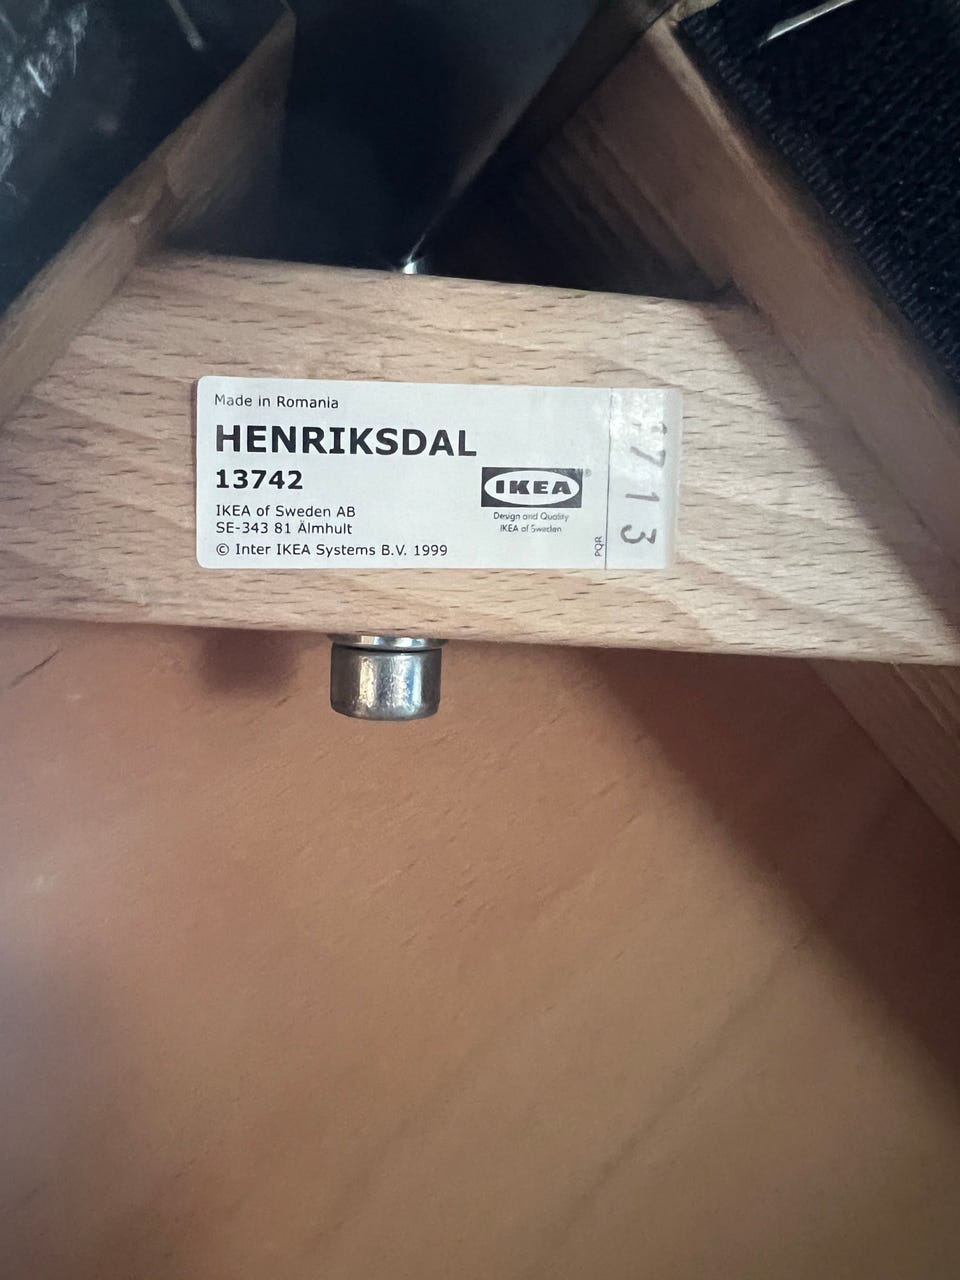 Made in Romania
HENRIKSDAL
13742
IKEA of Sweden AB
SE-343 81 Älmhult
© Inter IKEA Systems B.V. 1999
IKEA®
Design and Quality
IKEA of Sweden
PQR
1713